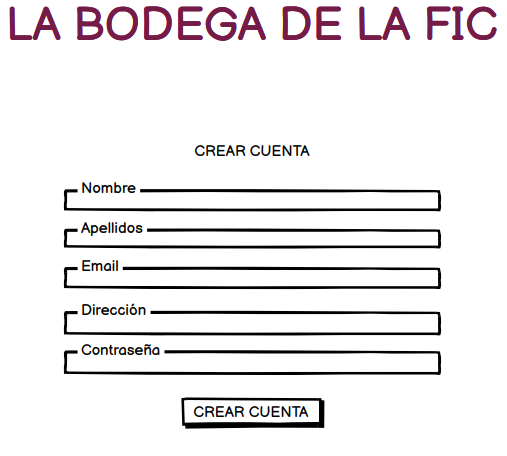 LA BODEGA DE LA FIC
CREAR CUENTA
Nombre
Apellidos
Email
Dirección
Contraseña
CREAR CUENTA